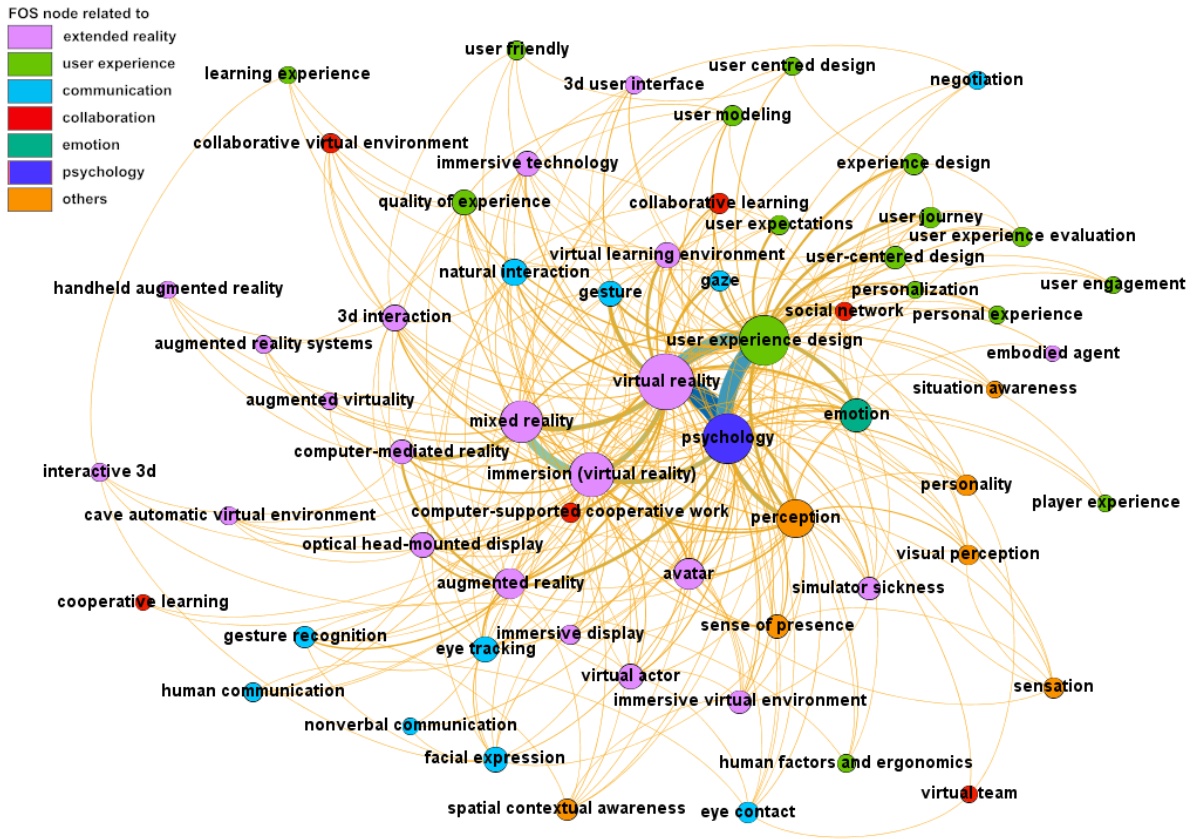 FOS node related to
extended reality
user experience
communication
collaboration
emotion
psychology
others
user friendly
learning experience
3d user interface
user centred design
negotiation
user modeling
collaborative virtual environment
immersive technology
experience design
quality of experience
collaborative learning
user expectations
user journey
user experience evaluation
virtual learning environment
user-centered design
natural interaction
gesture
gaze
handheld augmented reality
personalization
user engagement
3d interaction
social network
personal experience
augmented reality systems
user experience design
embodied agent
virtual reality
situation awareness
augmented virtuality
mixed reality
emotion
psychology
computer-mediated reality
interactive 3d
immersion (virtual reality)
personality
player experience
cave automatic virtual environment
computer-supported cooperative work
perception
optical head-mounted display
visual perception
augmented reality
avatar
simulator sickness
cooperative learning
gesture recognition
immersive display
sense of presence
eye tracking
virtual actor
human communication
immersive virtual environment
sensation
nonverbal communication
facial expression
human factors and ergonomics
spatial contextual awareness
eye contact
virtual team